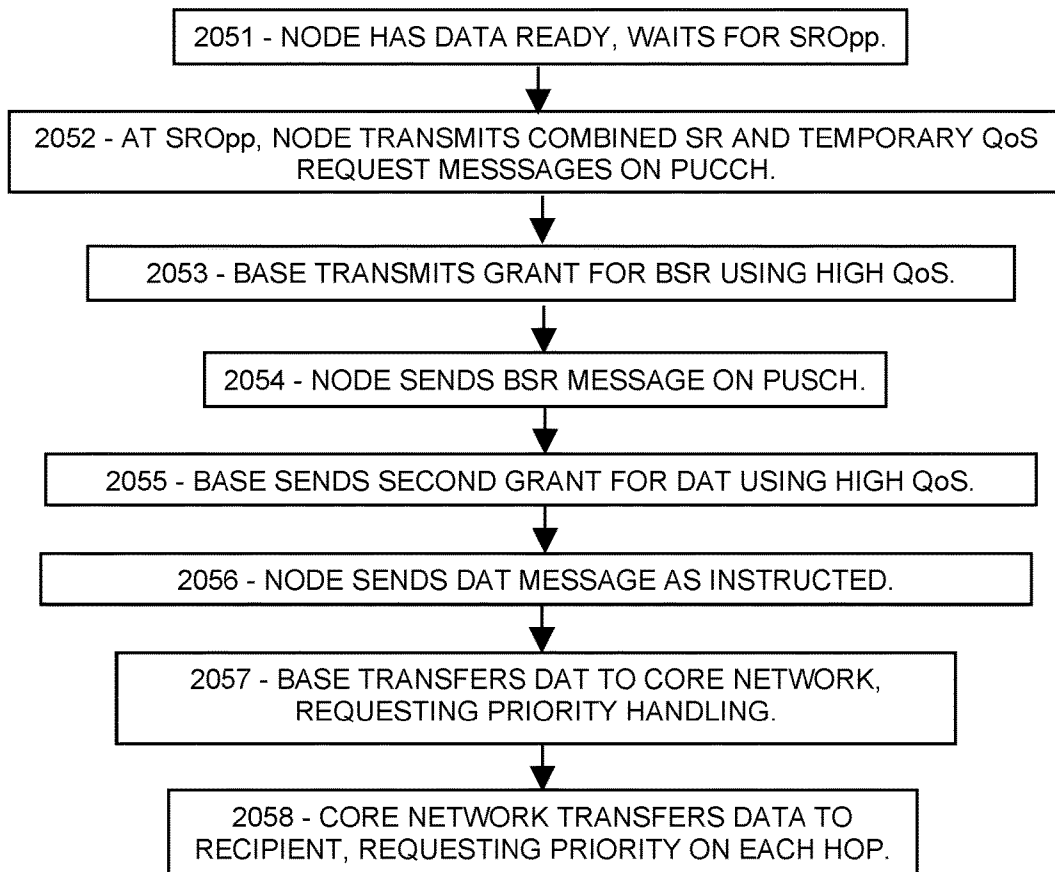 2051 - NODE HAS DATA READY, WAITS FOR SROpp.
2052 - AT SROpp, NODE TRANSMITS COMBINED SR AND TEMPORARY QoS
REQUEST MESSSAGES ON PUCCH.
2053 - BASE TRANSMITS GRANT FOR BSR USING HIGH QoS.
2054 - NODE SENDS BSR MESSAGE ON PUSCH.
2055 - BASE SENDS SECOND GRANT FOR DAT USING HIGH QoS.
2056 - NODE SENDS DAT MESSAGE AS INSTRUCTED.
2057 - BASE TRANSFERS DAT TO CORE NETWORK,
REQUESTING PRIORITY HANDLING.
2058 - CORE NETWORK TRANSFERS DATA TO
RECIPIENT, REQUESTING PRIORITY ON EACH HOP.